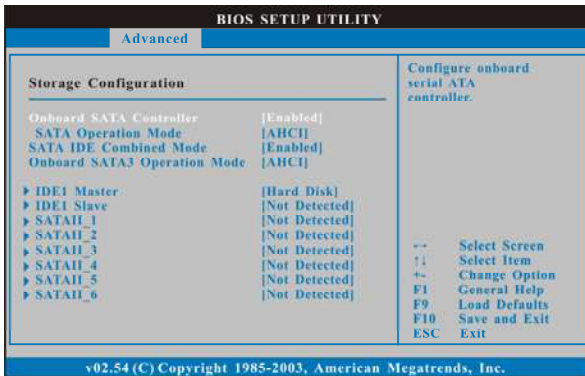 BIOS SETUP UTILITY
Advanced
Storage Configuration
Onboard SATA Controller [Enabled]
SATA Operation Mode [AHCI]
SATA IDE Combined Mode [Enabled]
Onboard SATA3 Operation Mode [AHCI]
IDE1 Master [Hard Disk]
IDE1 Slave [Not Detected]
SATAII_1 [Not Detected]
SATAII_2 [Not Detected]
SATAII_3 [Not Detected]
SATAII_4 [Not Detected]
SATAII_5 [Not Detected]
SATAII_6 [Not Detected]
Configure onboard
serial ATA
controller.
←→ Select Screen
↑↓ Select Item
+- Change Option
F1 General Help
F9 Load Defaults
F10 Save and Exit
ESC Exit
v02.54 (C) Copyright 1985-2003, American Megatrends, Inc.